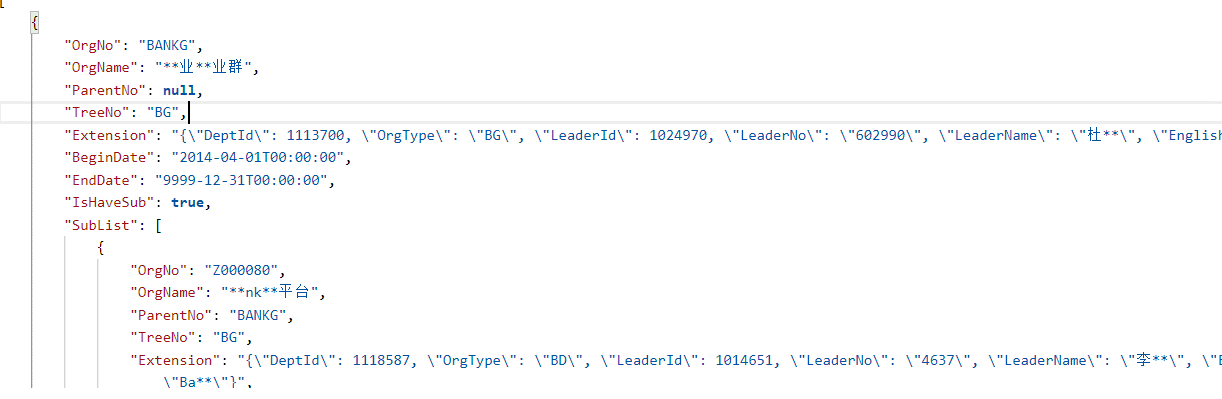 [
{
"OrgNo": "BANKG",
"OrgName": "**业**业群",
"ParentNo": null,
"TreeNo": "BG",
"Extension": "{\"DeptId\": 1113700, \"OrgType\": \"BG\", \"LeaderId\": 1024970, \"LeaderNo\": \"602990\", \"LeaderName\": \"杜**\", \"English
"BeginDate": "2014-04-01T00:00:00",
"EndDate": "9999-12-31T00:00:00",
"IsHaveSub": true,
"SubList": [
{
"OrgNo": "Z000080",
"OrgName": "**nk**平台",
"ParentNo": "BANKG",
"TreeNo": "BG",
"Extension": "{\"DeptId\": 1118587, \"OrgType\": \"BD\", \"LeaderId\": 1014651, \"LeaderNo\": \"4637\", \"LeaderName\": \"李**\", \"E
\"Ba**\"}",